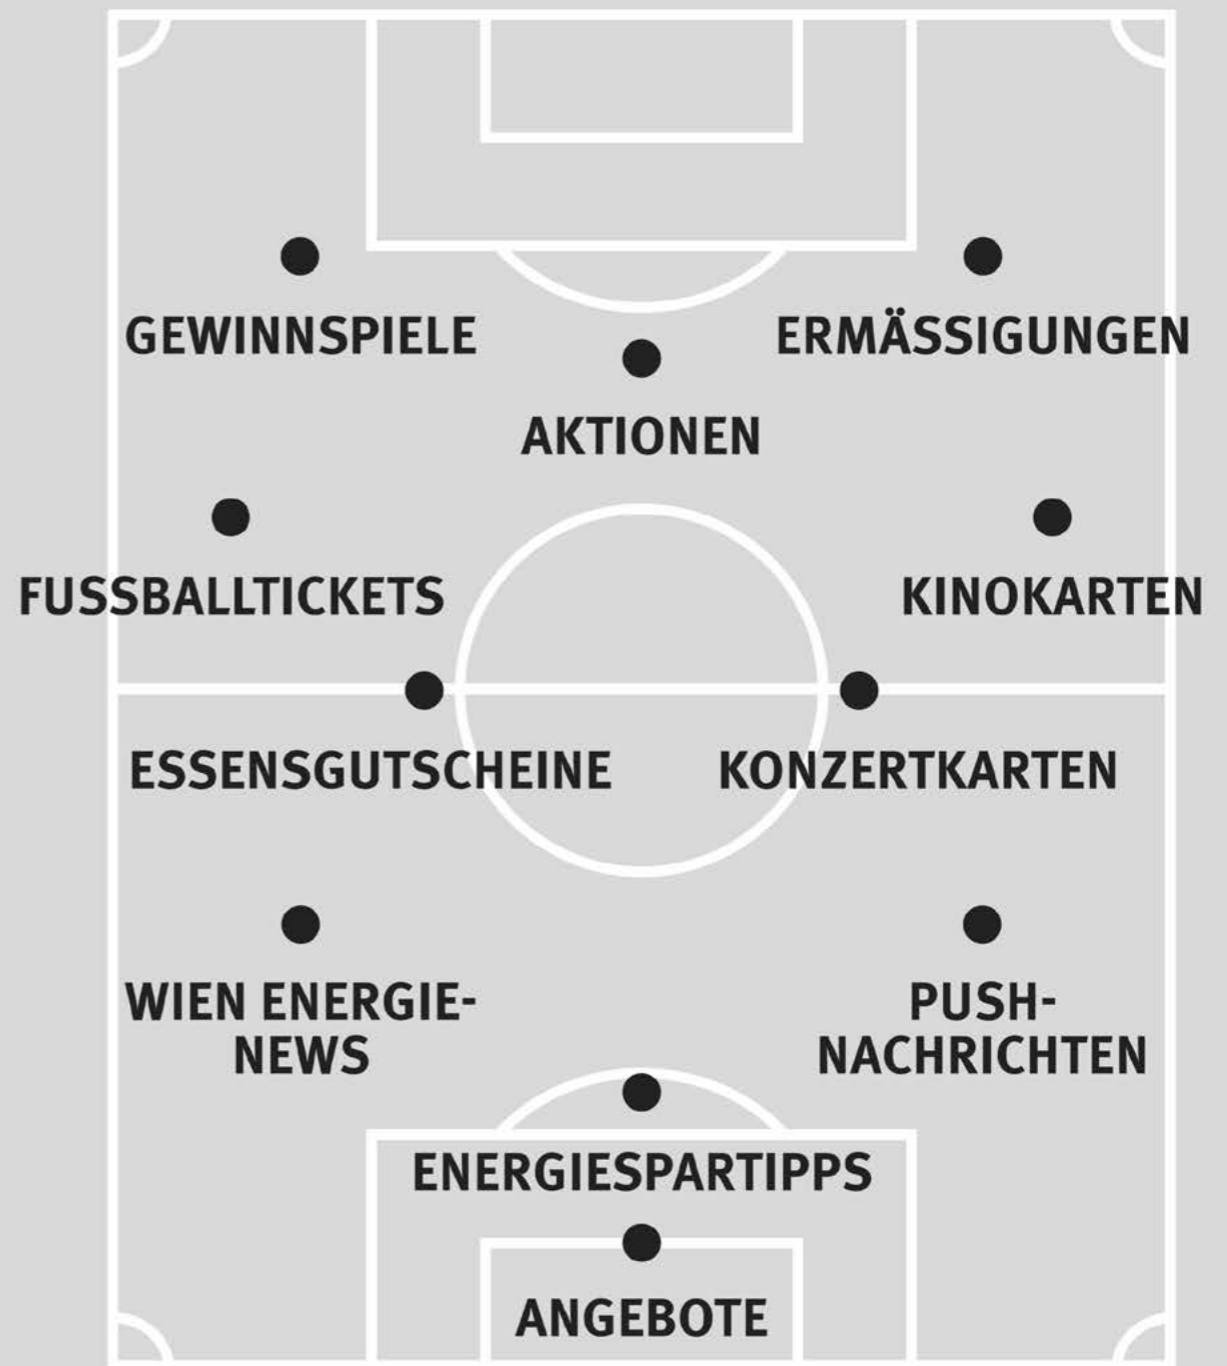 GEWINNSPIELE
ERMÄSSIGUNGEN
AKTIONEN
FUSSBALLTICKETS
KINOKARTEN
ESSENSGUTSCHEINE
KONZERTKARTEN
WIEN ENERGIE-
NEWS
PUSH-
NACHRICHTEN
ENERGIESPARTIPPS
ANGEBOTE